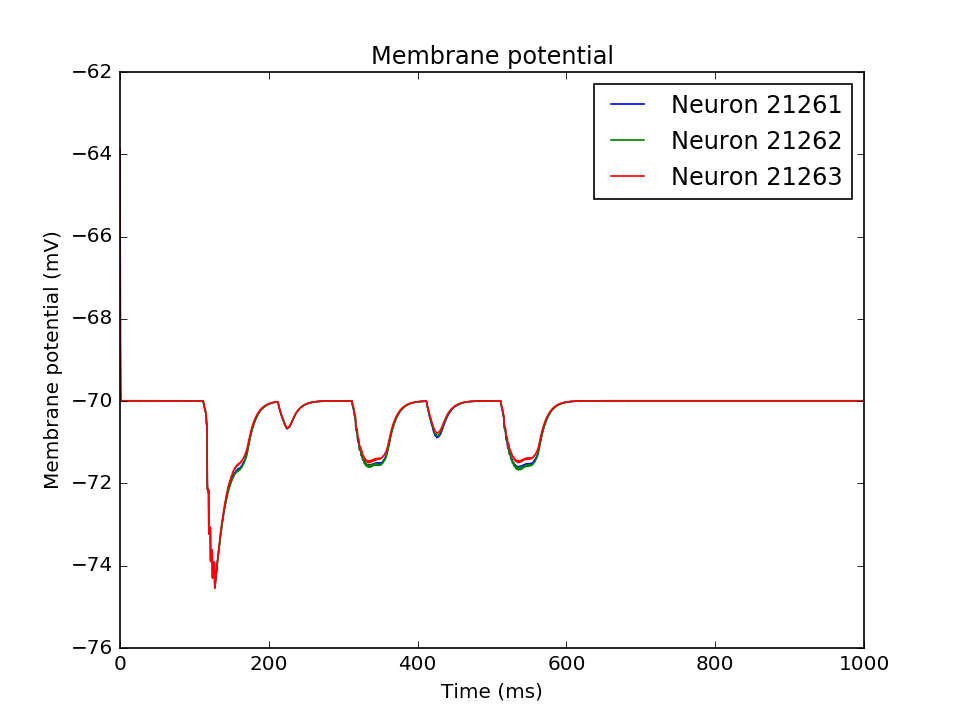 Membrane potential
Neuron 21261
Neuron 21262
Neuron 21263
Membrane potential (mV)
−62
−64
−66
−68
−70
−72
−74
−76
0 200 400 600 800 1000
Time (ms)